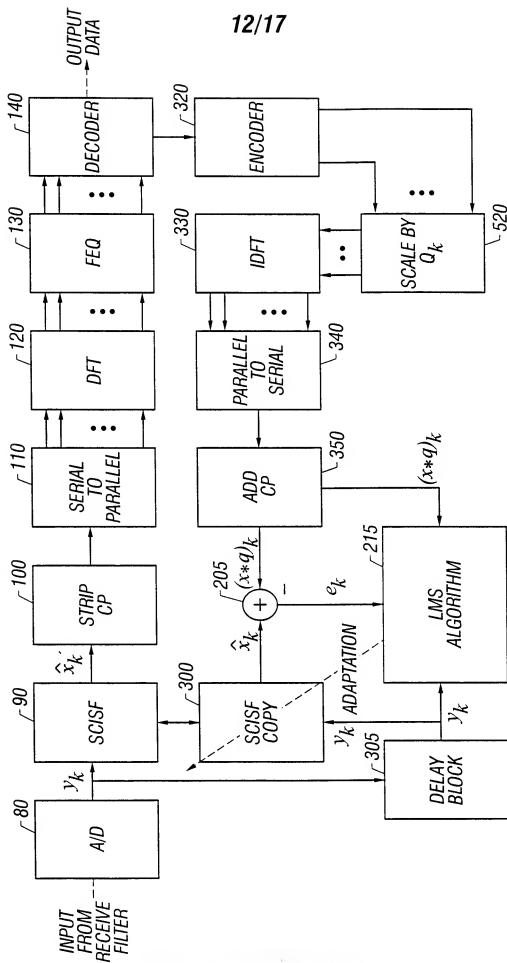 12/17
INPUT
FROM
RECEIVE
FILTER
80
A/D
y_k
90
SCISF
x̂_k'
100
STRIP
CP
110
SERIAL
TO
PARALLEL
•••
120
DFT
•••
130
FEQ
•••
140
DECODER
OUTPUT
DATA
320
ENCODER
•••
520
SCALE BY
Q_k
••
330
IDFT
•••
340
PARALLEL
TO
SERIAL
350
ADD
CP
(x*q)_k
(x*q)_k
205
+
−
x̂_k
e_k
300
SCISF
COPY
ADAPTATION
y_k
215
LMS
ALGORITHM
y_k
305
DELAY
BLOCK